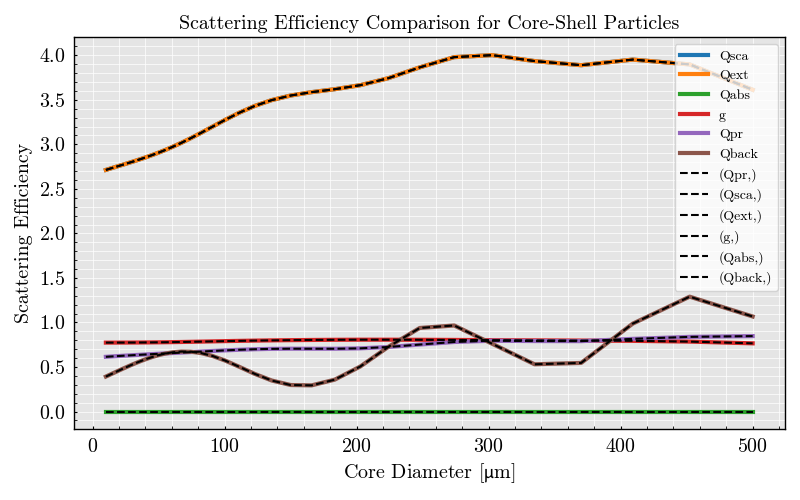 Scattering Efficiency Comparison for Core-Shell Particles
Scattering Efficiency
4.0
3.5
3.0
2.5
2.0
1.5
1.0
0.5
0.0
Qsca
Qext
Qabs
g
Qpr
Qback
(Qpr,)
(Qsca,)
(Qext,)
(g,)
(Qabs,)
(Qback,)
0 100 200 300 400 500
Core Diameter [µm]